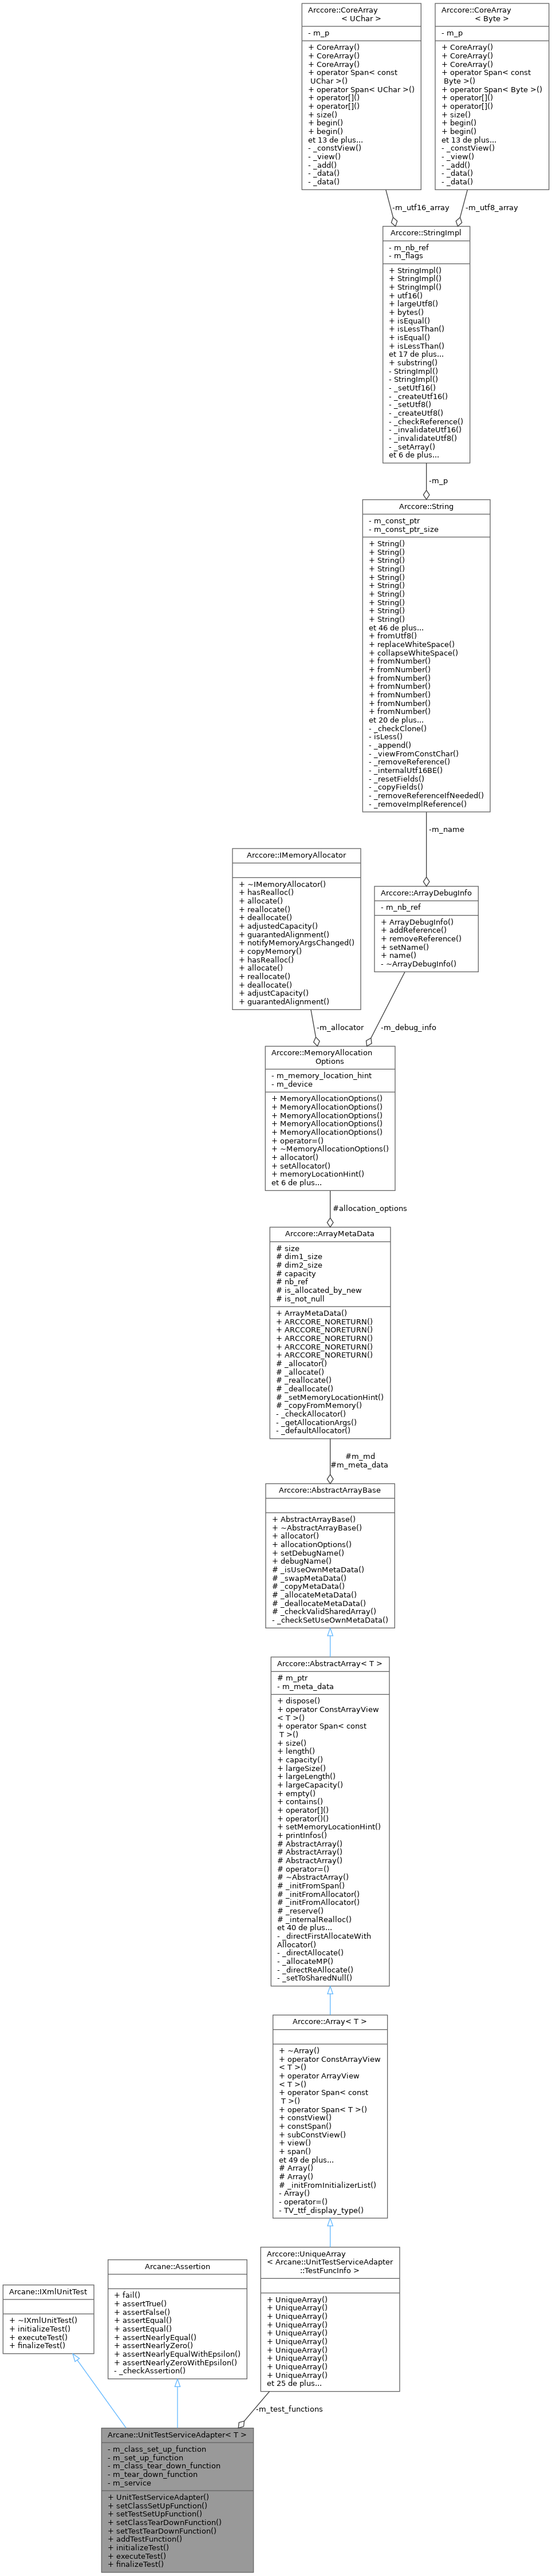 Arccore::CoreArray
< UChar >
- m_p
+ CoreArray()
+ CoreArray()
+ CoreArray()
+ operator Span< const
UChar >()
+ operator Span< UChar >()
+ operator[]()
+ operator[]()
+ size()
+ begin()
+ begin()
et 13 de plus...
- _constView()
- _view()
- _add()
- _data()
- _data()
Arccore::CoreArray
< Byte >
- m_p
+ CoreArray()
+ CoreArray()
+ CoreArray()
+ operator Span< const
Byte >()
+ operator Span< Byte >()
+ operator[]()
+ operator[]()
+ size()
+ begin()
+ begin()
et 13 de plus...
- _constView()
- _view()
- _add()
- _data()
- _data()
-m_utf16_array
-m_utf8_array
Arccore::StringImpl
- m_nb_ref
- m_flags
+ StringImpl()
+ StringImpl()
+ StringImpl()
+ utf16()
+ largeUtf8()
+ bytes()
+ isEqual()
+ isLessThan()
+ isEqual()
+ isLessThan()
et 17 de plus...
+ substring()
- StringImpl()
- StringImpl()
- _setUtf16()
- _createUtf16()
- _setUtf8()
- _createUtf8()
- _checkReference()
- _invalidateUtf16()
- _invalidateUtf8()
- _setArray()
et 6 de plus...
-m_p
Arccore::String
- m_const_ptr
- m_const_ptr_size
+ String()
+ String()
+ String()
+ String()
+ String()
+ String()
+ String()
+ String()
+ String()
+ String()
et 46 de plus...
+ fromUtf8()
+ replaceWhiteSpace()
+ collapseWhiteSpace()
+ fromNumber()
+ fromNumber()
+ fromNumber()
+ fromNumber()
+ fromNumber()
+ fromNumber()
+ fromNumber()
et 20 de plus...
- _checkClone()
- isLess()
- _append()
- _viewFromConstChar()
- _removeReference()
- _internalUtf16BE()
- _resetFields()
- _copyFields()
- _removeReferenceIfNeeded()
- _removeImplReference()
-m_name
Arccore::IMemoryAllocator
+ ~IMemoryAllocator()
+ hasRealloc()
+ allocate()
+ reallocate()
+ deallocate()
+ adjustedCapacity()
+ guarantedAlignment()
+ notifyMemoryArgsChanged()
+ copyMemory()
+ hasRealloc()
+ allocate()
+ reallocate()
+ deallocate()
+ adjustCapacity()
+ guarantedAlignment()
Arccore::ArrayDebugInfo
- m_nb_ref
+ ArrayDebugInfo()
+ addReference()
+ removeReference()
+ setName()
+ name()
- ~ArrayDebugInfo()
-m_allocator
-m_debug_info
Arccore::MemoryAllocation
Options
- m_memory_location_hint
- m_device
+ MemoryAllocationOptions()
+ MemoryAllocationOptions()
+ MemoryAllocationOptions()
+ MemoryAllocationOptions()
+ MemoryAllocationOptions()
+ operator=()
+ ~MemoryAllocationOptions()
+ allocator()
+ setAllocator()
+ memoryLocationHint()
et 6 de plus...
#allocation_options
Arccore::ArrayMetaData
# size
# dim1_size
# dim2_size
# capacity
# nb_ref
# is_allocated_by_new
# is_not_null
+ ArrayMetaData()
+ ARCCORE_NORETURN()
+ ARCCORE_NORETURN()
+ ARCCORE_NORETURN()
+ ARCCORE_NORETURN()
+ ARCCORE_NORETURN()
# _allocator()
# _allocate()
# _reallocate()
# _deallocate()
# _setMemoryLocationHint()
# _copyFromMemory()
- _checkAllocator()
- _getAllocationArgs()
- _defaultAllocator()
#m_md
#m_meta_data
Arccore::AbstractArrayBase
+ AbstractArrayBase()
+ ~AbstractArrayBase()
+ allocator()
+ allocationOptions()
+ setDebugName()
+ debugName()
# _isUseOwnMetaData()
# _swapMetaData()
# _copyMetaData()
# _allocateMetaData()
# _deallocateMetaData()
# _checkValidSharedArray()
- _checkSetUseOwnMetaData()
Arccore::AbstractArray< T >
# m_ptr
- m_meta_data
+ dispose()
+ operator ConstArrayView
< T >()
+ operator Span< const
T >()
+ size()
+ length()
+ capacity()
+ largeSize()
+ largeLength()
+ largeCapacity()
+ empty()
+ contains()
+ operator[]()
+ operator()()
+ setMemoryLocationHint()
+ printInfos()
# AbstractArray()
# AbstractArray()
# AbstractArray()
# operator=()
# ~AbstractArray()
# _initFromSpan()
# _initFromAllocator()
# _initFromAllocator()
# _reserve()
# _internalRealloc()
et 40 de plus...
- _directFirstAllocateWith
Allocator()
- _directAllocate()
- _allocateMP()
- _directReAllocate()
- _setToSharedNull()
Arccore::Array< T >
+ ~Array()
+ operator ConstArrayView
< T >()
+ operator ArrayView
< T >()
+ operator Span< const
T >()
+ operator Span< T >()
+ constView()
+ constSpan()
+ subConstView()
+ view()
+ span()
et 49 de plus...
# Array()
# Array()
# _initFromInitializerList()
- Array()
- operator=()
- TV_ttf_display_type()
Arccore::UniqueArray
< Arcane::UnitTestServiceAdapter
::TestFuncInfo >
+ UniqueArray()
+ UniqueArray()
+ UniqueArray()
+ UniqueArray()
+ UniqueArray()
+ UniqueArray()
+ UniqueArray()
+ UniqueArray()
+ UniqueArray()
+ UniqueArray()
et 25 de plus...
Arcane::Assertion
+ fail()
+ assertTrue()
+ assertFalse()
+ assertEqual()
+ assertEqual()
+ assertNearlyEqual()
+ assertNearlyZero()
+ assertNearlyEqualWithEpsilon()
+ assertNearlyZeroWithEpsilon()
- _checkAssertion()
Arcane::IXmlUnitTest
+ ~IXmlUnitTest()
+ initializeTest()
+ executeTest()
+ finalizeTest()
-m_test_functions
Arcane::UnitTestServiceAdapter< T >
- m_class_set_up_function
- m_set_up_function
- m_class_tear_down_function
- m_tear_down_function
- m_service
+ UnitTestServiceAdapter()
+ setClassSetUpFunction()
+ setTestSetUpFunction()
+ setClassTearDownFunction()
+ setTestTearDownFunction()
+ addTestFunction()
+ initializeTest()
+ executeTest()
+ finalizeTest()